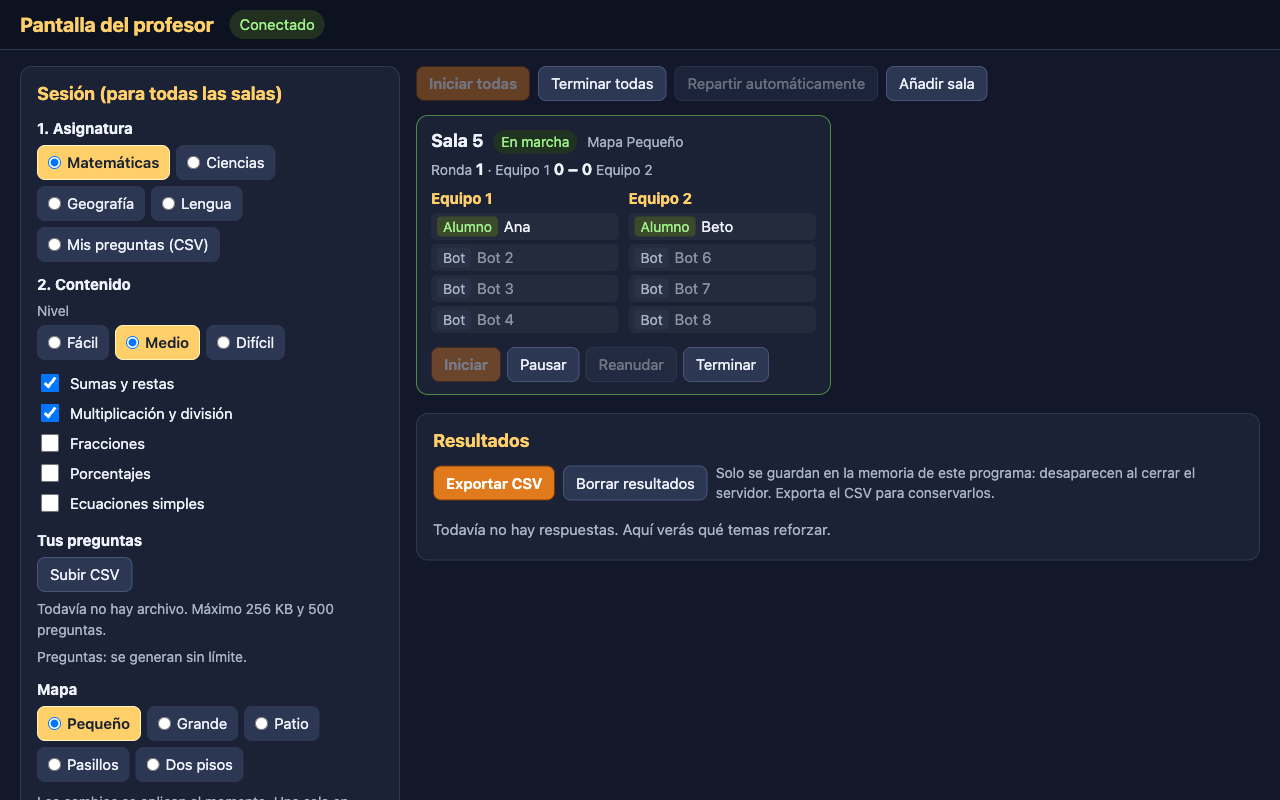 Pantalla del profesor Conectado
Sesión (para todas las salas)
1. Asignatura
Matemáticas Ciencias
Geografía Lengua
Mis preguntas (CSV)
2. Contenido
Nivel
Fácil Medio Difícil
Sumas y restas
Multiplicación y división
Fracciones
Porcentajes
Ecuaciones simples
Tus preguntas
Subir CSV
Todavía no hay archivo. Máximo 256 KB y 500
preguntas.
Preguntas: se generan sin límite.
Mapa
Pequeño Grande Patio
Pasillos Dos pisos
Iniciar todas Terminar todas Repartir automáticamente Añadir sala
Sala 5 En marcha Mapa Pequeño
Ronda 1 · Equipo 1 0 – 0 Equipo 2
Equipo 1 Equipo 2
Alumno Ana Alumno Beto
Bot Bot 2 Bot Bot 6
Bot Bot 3 Bot Bot 7
Bot Bot 4 Bot Bot 8
Iniciar Pausar Reanudar Terminar
Resultados
Exportar CSV Borrar resultados Solo se guardan en la memoria de este programa: desaparecen al cerrar el
servidor. Exporta el CSV para conservarlos.
Todavía no hay respuestas. Aquí verás qué temas reforzar.